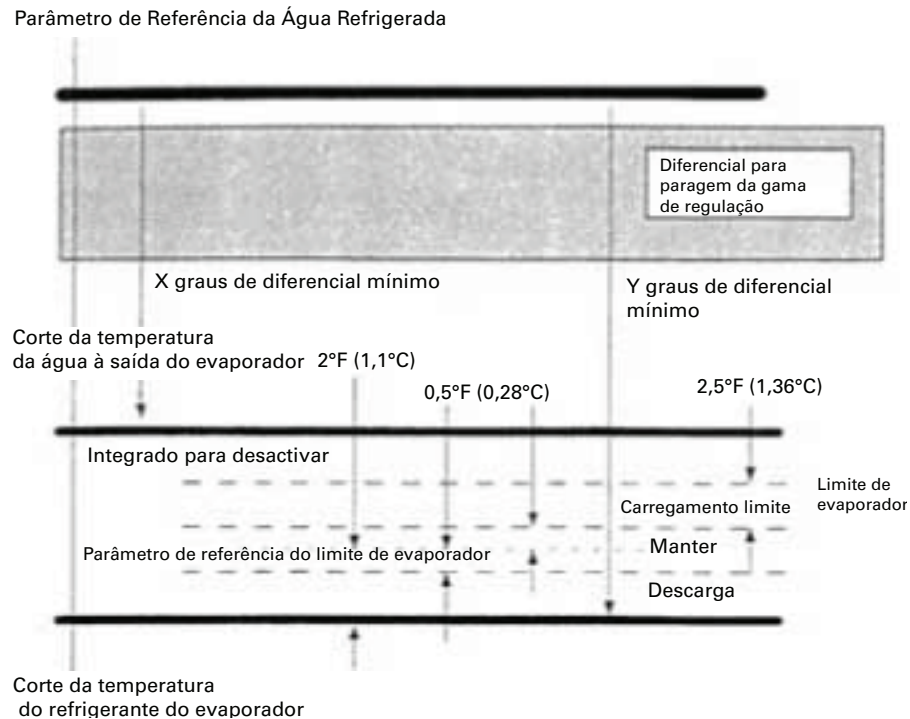 Parâmetro de Referência da Água Refrigerada
Diferencial para
paragem da gama
de regulação
X graus de diferencial mínimo
Y graus de diferencial
mínimo
Corte da temperatura
da água à saída do evaporador
2°F (1,1°C)
0,5°F (0,28°C)
2,5°F (1,36°C)
Integrado para desactivar
Limite de
evaporador
Carregamento limite
Parâmetro de referência do limite de evaporador
Manter
Descarga
Corte da temperatura
do refrigerante do evaporador